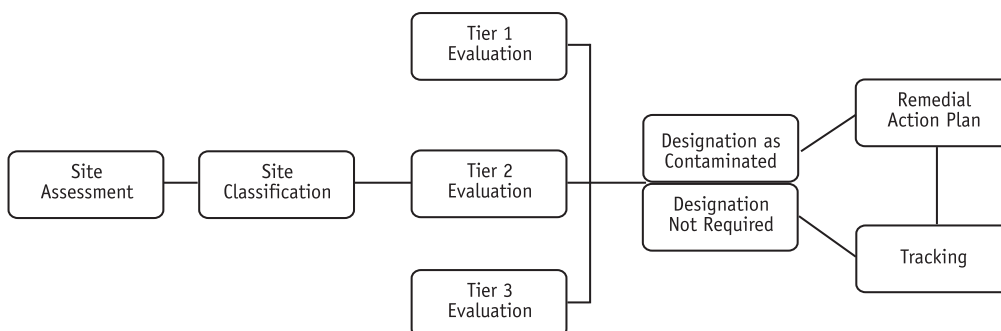 Site
Assessment
Site
Classification
Tier 1
Evaluation
Tier 2
Evaluation
Tier 3
Evaluation
Designation as
Contaminated
Designation
Not Required
Remedial
Action Plan
Tracking